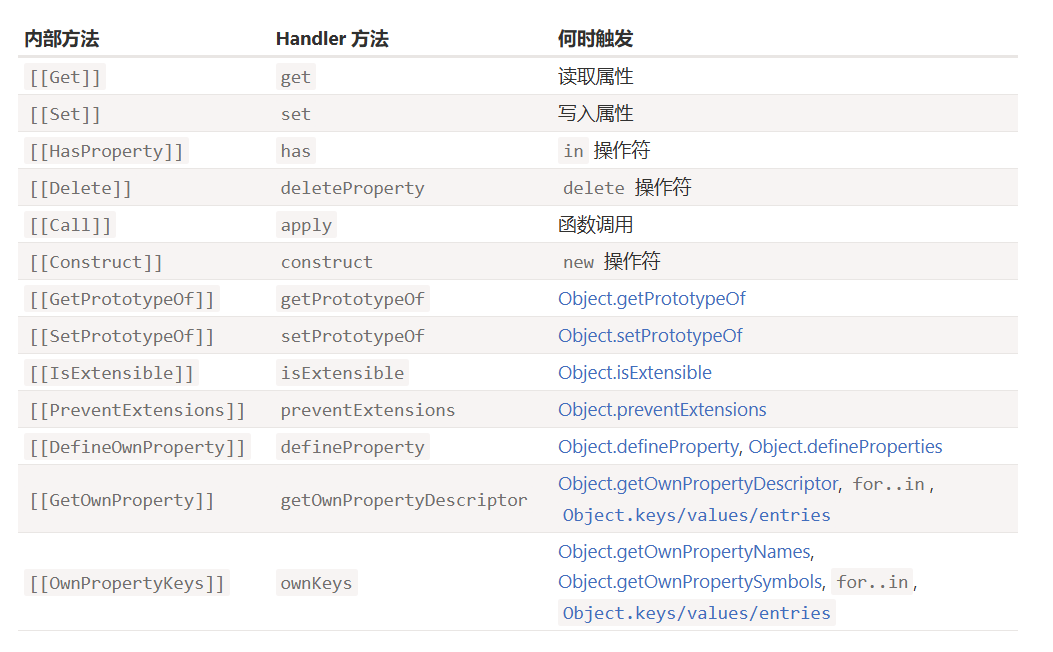 内部方法 Handler 方法 何时触发
[[Get]] get 读取属性
[[Set]] set 写入属性
[[HasProperty]] has in 操作符
[[Delete]] deleteProperty delete 操作符
[[Call]] apply 函数调用
[[Construct]] construct new 操作符
[[GetPrototypeOf]] getPrototypeOf Object.getPrototypeOf
[[SetPrototypeOf]] setPrototypeOf Object.setPrototypeOf
[[IsExtensible]] isExtensible Object.isExtensible
[[PreventExtensions]] preventExtensions Object.preventExtensions
[[DefineOwnProperty]] defineProperty Object.defineProperty, Object.defineProperties
[[GetOwnProperty]] getOwnPropertyDescriptor Object.getOwnPropertyDescriptor, for..in,
Object.keys/values/entries
[[OwnPropertyKeys]] ownKeys Object.getOwnPropertyNames,
Object.getOwnPropertySymbols, for..in,
Object.keys/values/entries